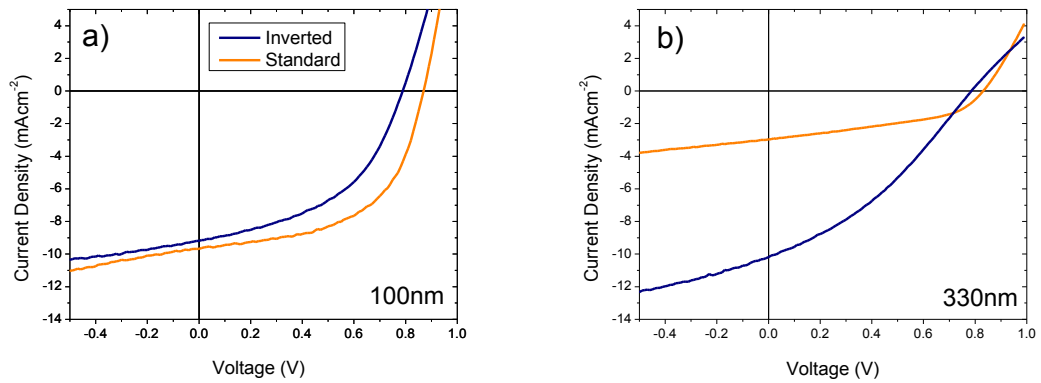 a)
Inverted
Standard
Current Density (mAcm-2)
4
2
0
-2
-4
-6
-8
-10
-12
-14
-0.4 -0.2 0.0 0.2 0.4 0.6 0.8 1.0
Voltage (V)
100nm
b)
Current Density (mAcm-2)
4
2
0
-2
-4
-6
-8
-10
-12
-14
-0.4 -0.2 0.0 0.2 0.4 0.6 0.8 1.0
Voltage (V)
330nm